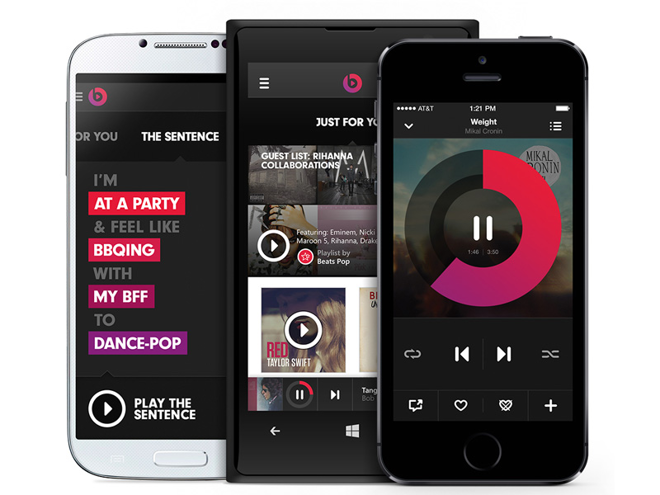 OR YOU
THE SENTENCE
I'M
AT A PARTY
& FEEL LIKE
BBQING
WITH
MY BFF
TO
DANCE-POP
PLAY THE
SENTENCE
JUST FOR YO
GUEST LIST: RIHANNA
COLLABORATIONS
Featuring: Eminem, Nicki
Maroon 5, Rihanna, Drake
Playlist by
Beats Pop
RED
TAYLOR SWIFT
Tang
Bob
AT&T
1:21 PM
Weight
Mikal Cronin
MIKAL
CRONIN
1:46
3:50